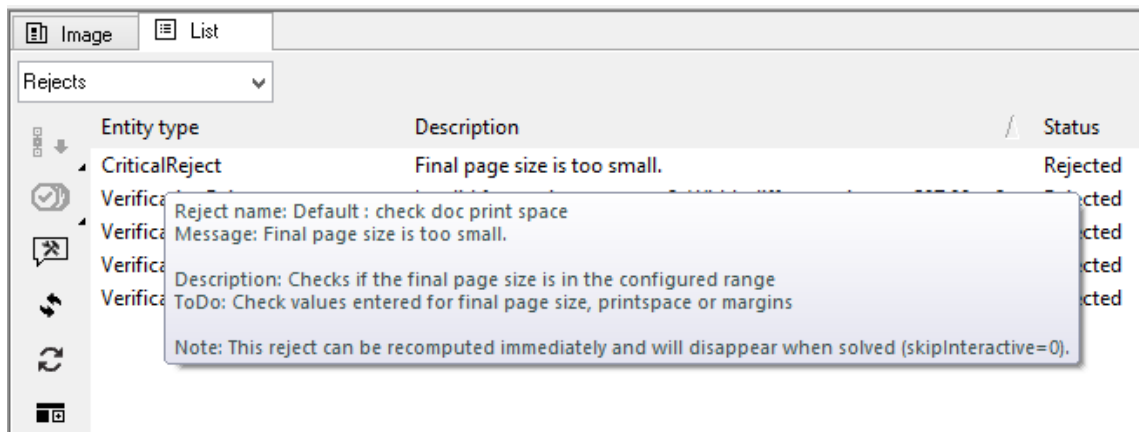 Image List
Rejects
Entity type Description Status
CriticalReject Final page size is too small. Rejected
Reject name: Default : check doc print space
Message: Final page size is too small.
Description: Checks if the final page size is in the configured range
ToDo: Check values entered for final page size, printspace or margins
Note: This reject can be recomputed immediately and will disappear when solved (skipInteractive=0).